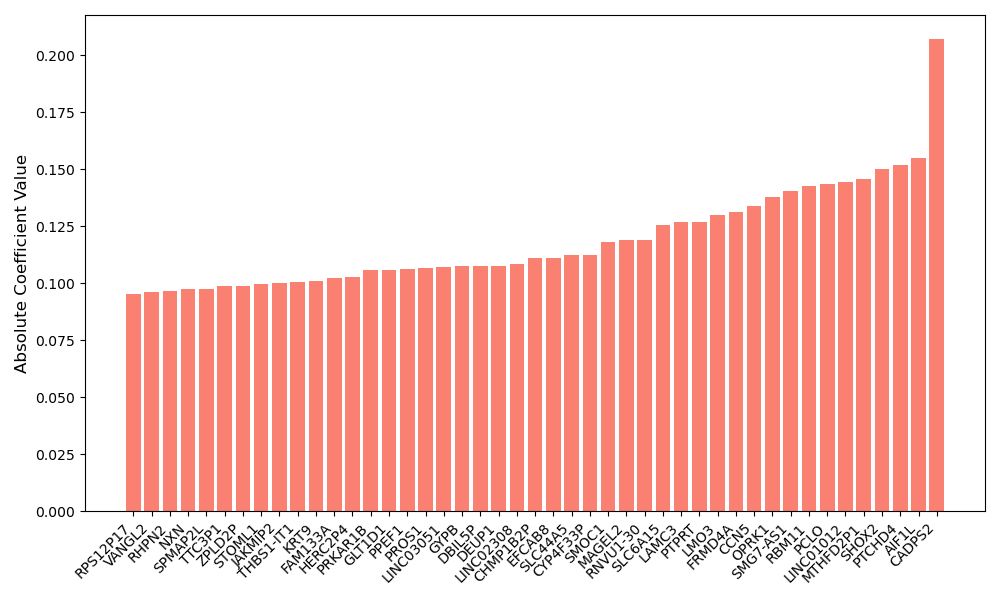 Absolute Coefficient Value
0.200
0.175
0.150
0.125
0.100
0.075
0.050
0.025
0.000
RPS12P17
VANGL2
RHPN2
NXN
SPMAP2L
TTC3P1
ZPLD2P
STOML1
JAKMIP2
THBS1-IT1
KRT9
FAM133A
HERC2P4
PRKAR1B
GLT1D1
PPEF1
PROS1
LINC03051
GYPB
DBIL5P
DEUP1
LINC02308
CHMP1B2P
EFCAB8
SLC44A5
CYP4F33P
SMOC1
MAGEL2
RNVU1-30
SLC6A15
LAMC3
PTPRT
LMO3
FRMD4A
CCN5
OPRK1
SMG7-AS1
RBM11
PCLO
LINC01012
MTHFD2P1
SHOX2
PTCHD4
AIF1L
CADPS2